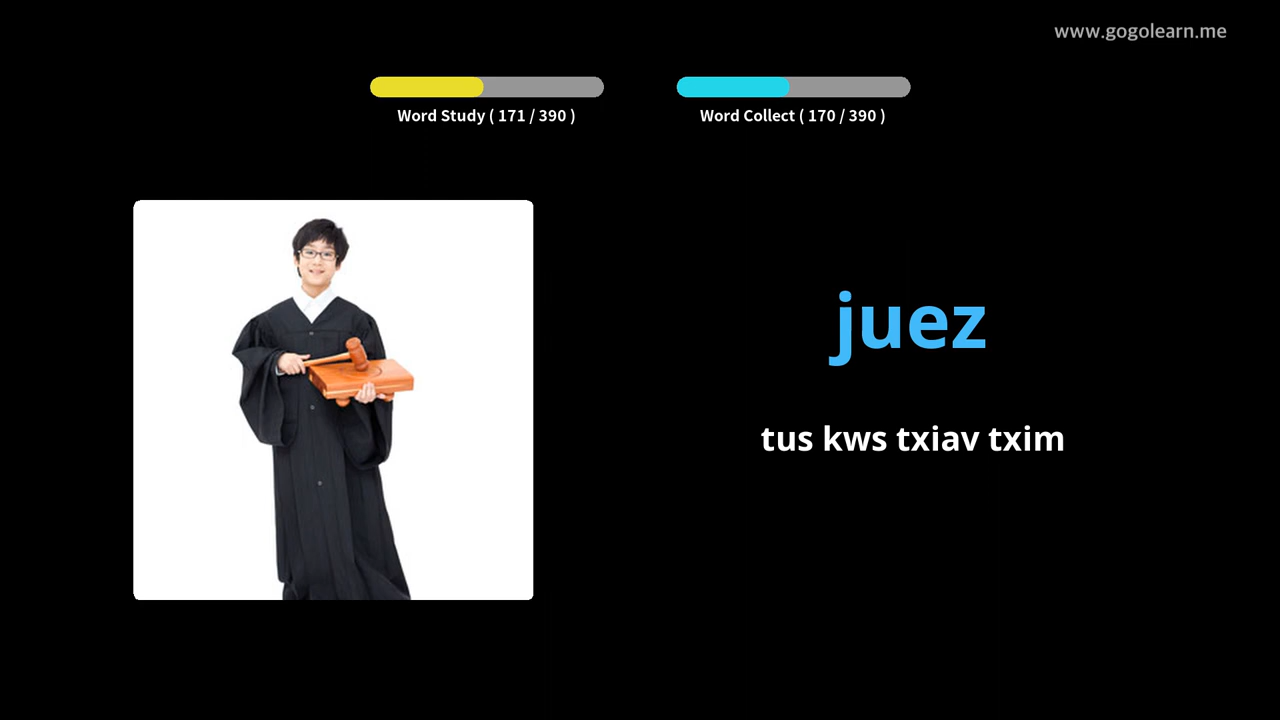 www.gogolearn.me
Word Study ( 171 / 390 )
Word Collect ( 170 / 390 )
juez
tus kws txiav txim